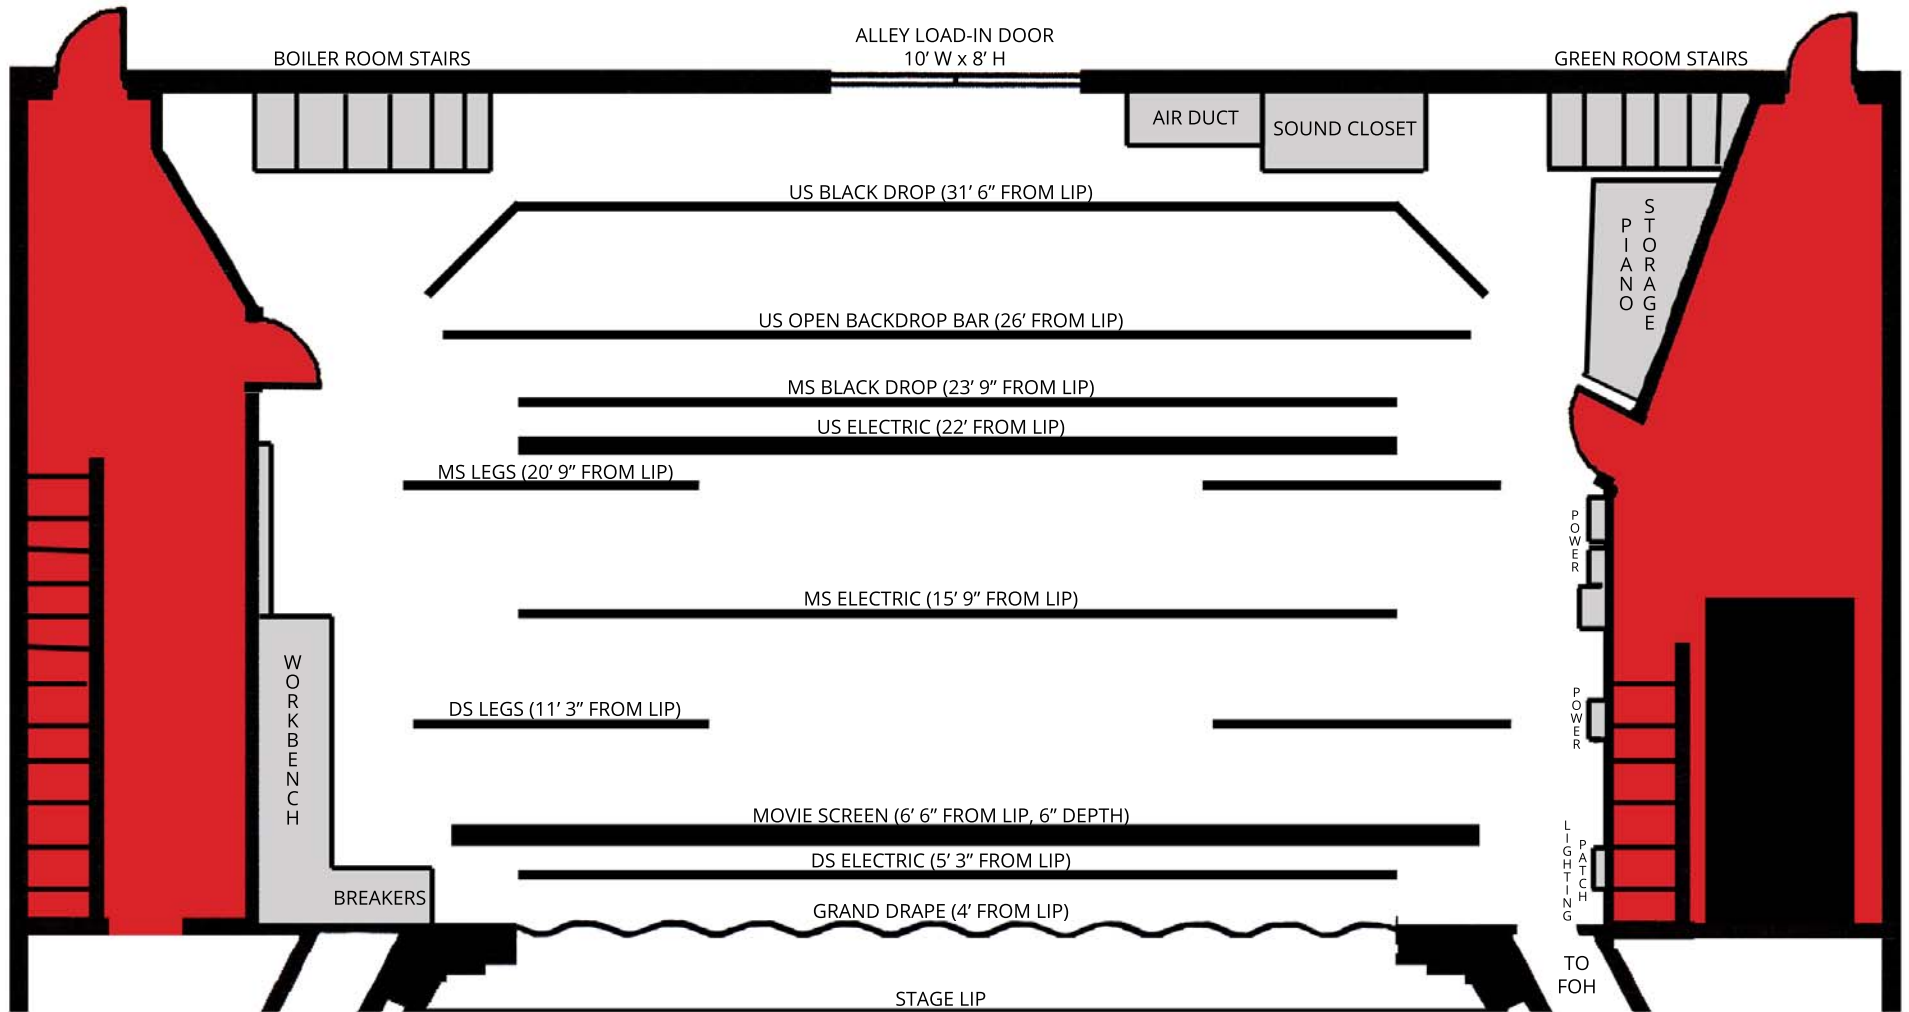 ALLEY LOAD-IN DOOR
10’ W x 8’ H
BOILER ROOM STAIRS
GREEN ROOM STAIRS
AIR DUCT
SOUND CLOSET
US BLACK DROP (31’ 6” FROM LIP)
PIANO
STORAGE
US OPEN BACKDROP BAR (26’ FROM LIP)
MS BLACK DROP (23’ 9” FROM LIP)
US ELECTRIC (22’ FROM LIP)
MS LEGS (20’ 9” FROM LIP)
POWER
MS ELECTRIC (15’ 9” FROM LIP)
WORKBENCH
DS LEGS (11’ 3” FROM LIP)
POWER
MOVIE SCREEN (6’ 6” FROM LIP, 6” DEPTH)
LIGHTING
PATCH
DS ELECTRIC (5’ 3” FROM LIP)
BREAKERS
GRAND DRAPE (4’ FROM LIP)
TO
FOH
STAGE LIP